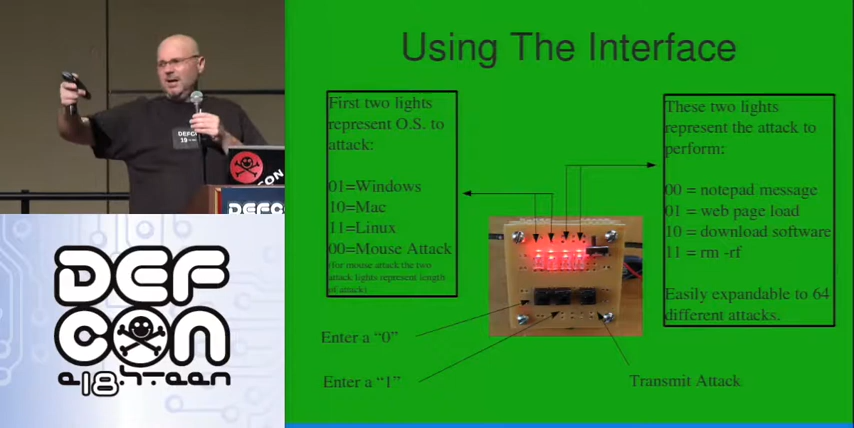 Using The Interface
First two lights
represent O.S. to
attack:
01=Windows
10=Mac
11=Linux
00=Mouse Attack
(for mouse attack the two
attack lights represent length
of attack)
These two lights
represent the attack to
perform:
00 = notepad message
01 = web page load
10 = download software
11 = rm -rf
Easily expandable to 64
different attacks.
Enter a “0”
Enter a “1”
Transmit Attack
DEFCON
DEFCON
DEF
CON
e18hteen